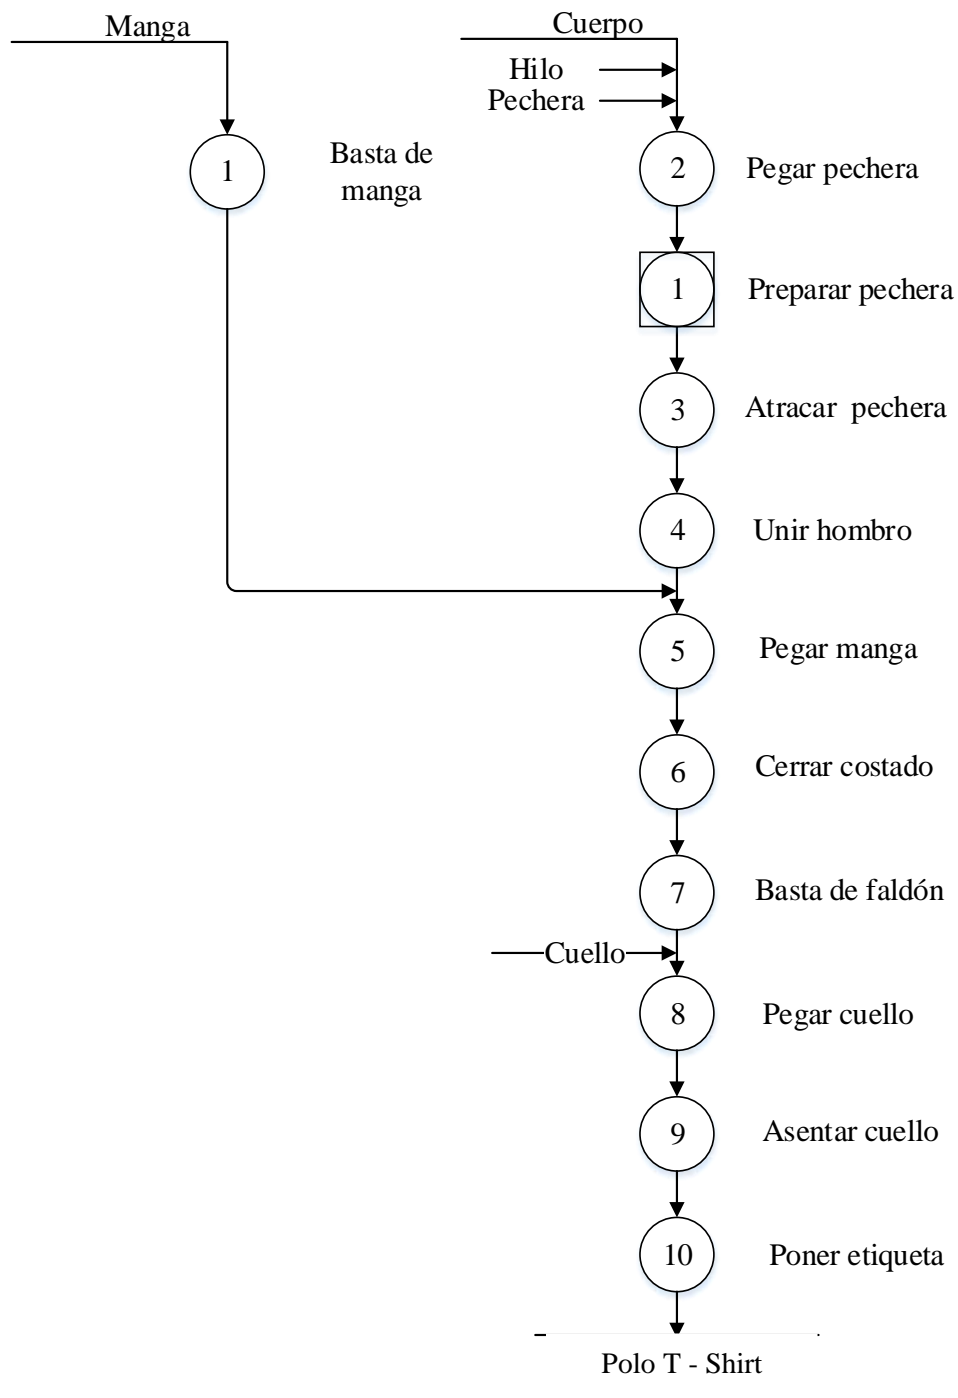 Manga
Cuerpo
Hilo
Pechera
1
Basta de
manga
2
Pegar pechera
1
Preparar pechera
3
Atracar pechera
4
Unir hombro
5
Pegar manga
6
Cerrar costado
7
Basta de faldón
Cuello
8
Pegar cuello
9
Asentar cuello
10
Poner etiqueta
Polo T - Shirt